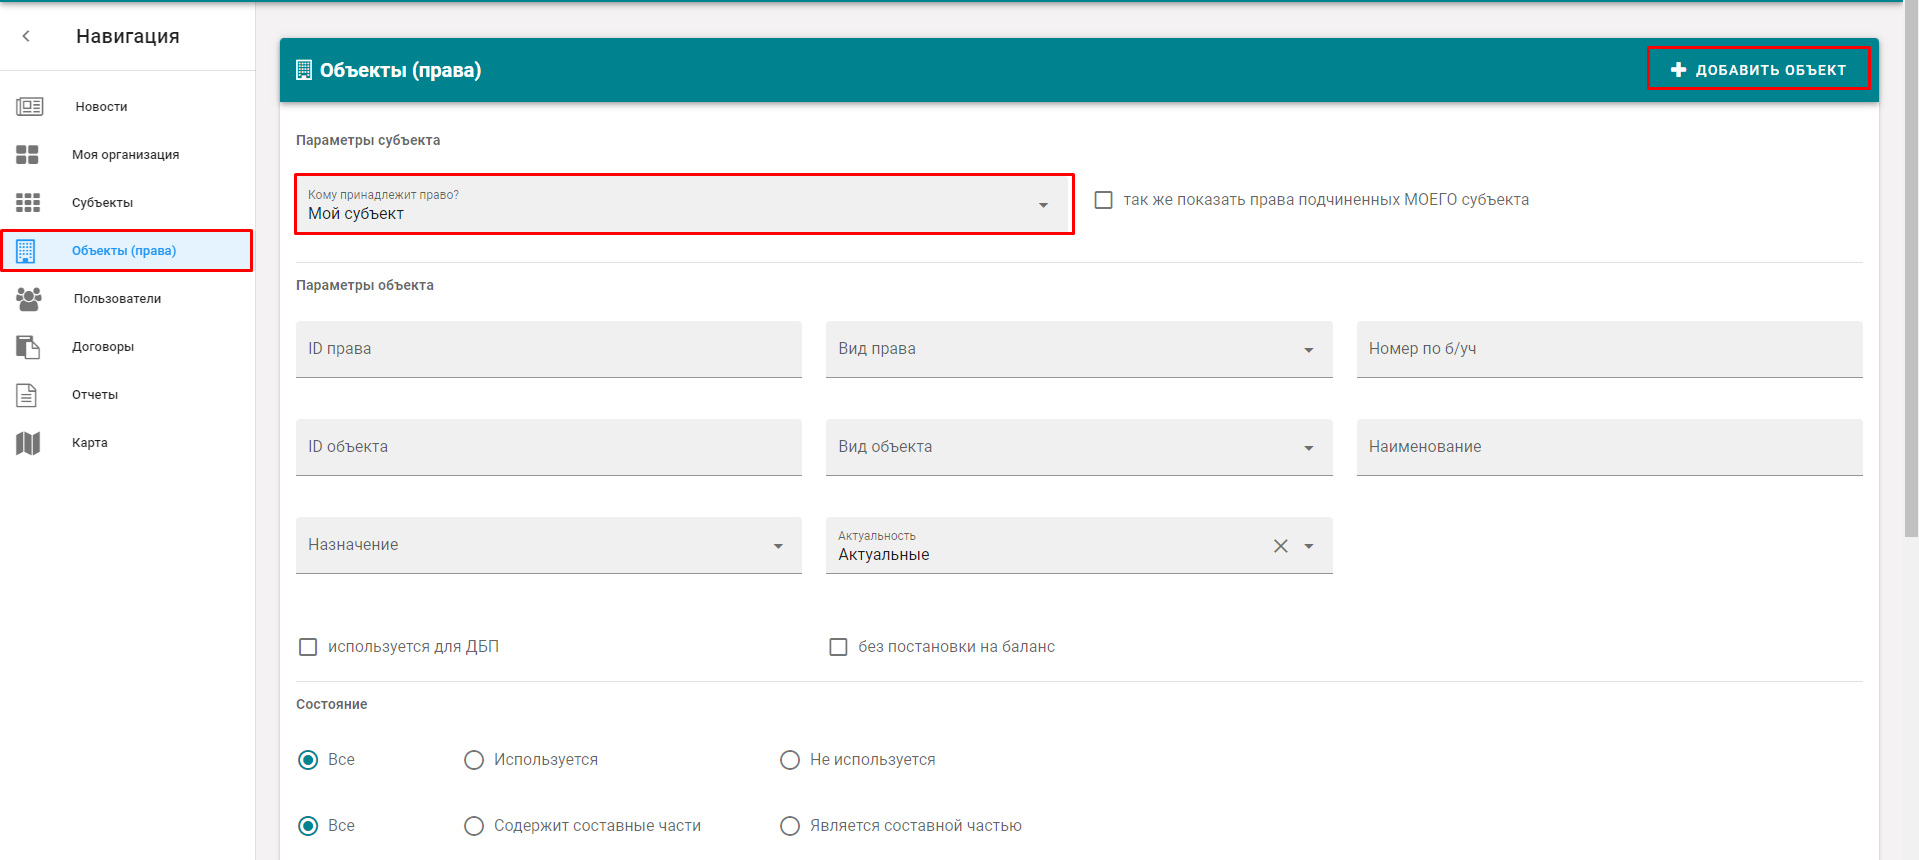 Навигация
Новости
Моя организация
Субъекты
Объекты (права)
Пользователи
Договоры
Отчеты
Карта
Объекты (права)
ДОБАВИТЬ ОБЪЕКТ
Параметры субъекта
Кому принадлежит право?
Мой субъект
так же показать права подчиненных МОЕГО субъекта
Параметры объекта
ID права
Вид права
Номер по б/уч
ID объекта
Вид объекта
Наименование
Назначение
Актуальность
Актуальные
используется для ДБП
без постановки на баланс
Состояние
Все
Используется
Не используется
Все
Содержит составные части
Является составной частью